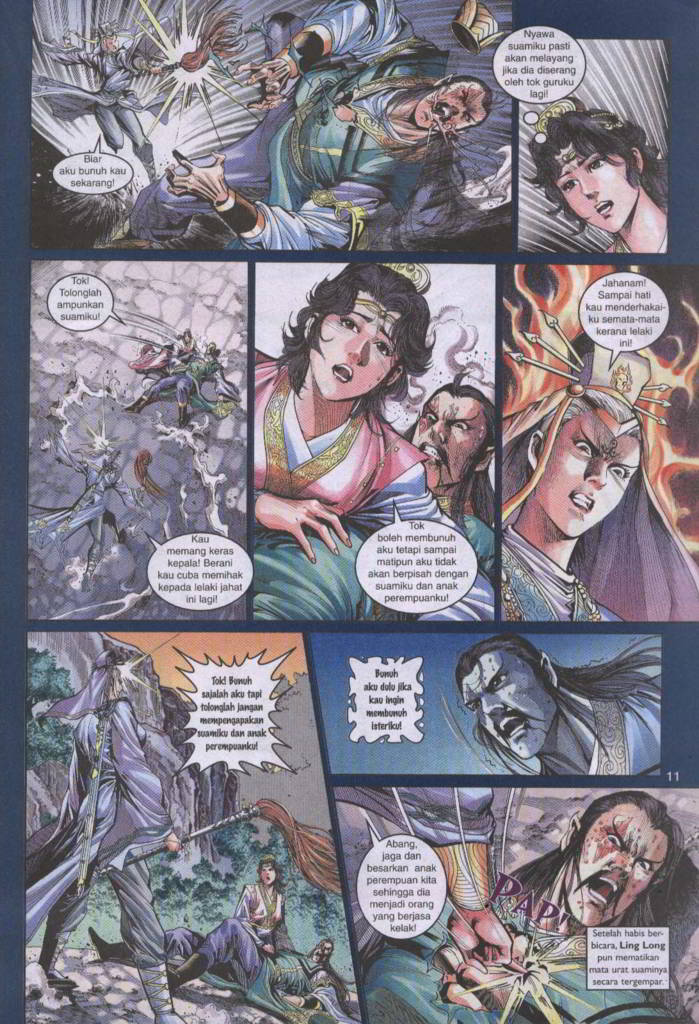 Biar
aku bunuh kau
sekarang!
Nyawa
suamiku pasti
akan melayang
jika dia diserang
oleh tok guruku
lagi!
Tok!
Tolonglah
ampunkan
suamiku!
Kau
memang keras
kepala! Berani
kau cuba memihak
kepada lelaki jahat
ini lagi!
Tok
boleh membunuh
aku tetapi sampai
matipun aku tidak
akan berpisah dengan
suamiku dan anak
perempuanku!
Jahanam!
Sampai hati
kau menderhakai-
ku semata-mata
kerana lelaki
ini!
Tok! Bunuh
sajalah aku tapi
tolonglah jangan
mempengapakan
suamiku dan anak
perempuanku!
Bunuh
aku dulu jika
kau ingin
membunuh
isteriku!
11
Abang,
jaga dan
besarkan anak
perempuan kita
sehingga dia
menjadi orang
yang berjasa
kelak!
PAP!
Setelah habis ber-
bicara, Ling Long
pun mematikan
mata urat suaminya
secara tergempar.